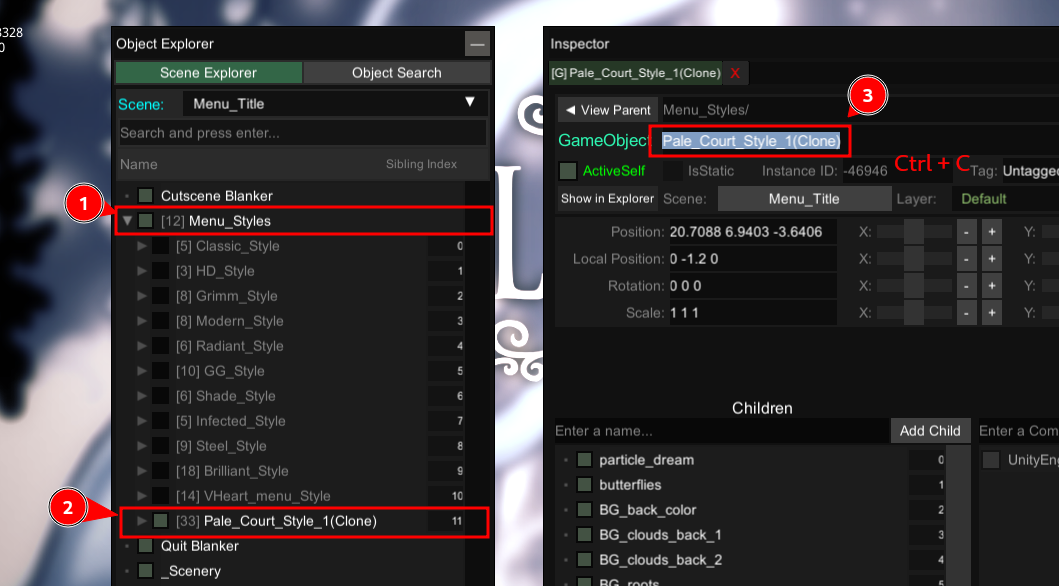 3328
0
Object Explorer
—
Scene Explorer
Object Search
Scene:
Menu_Title
▼
Search and press enter...
Name
Sibling Index
Cutscene Blanker
1
▼ [12] Menu_Styles
► [5] Classic_Style 0
► [3] HD_Style 1
► [8] Grimm_Style 2
► [8] Modern_Style 3
► [6] Radiant_Style 4
► [10] GG_Style 5
► [6] Shade_Style 6
► [5] Infected_Style 7
► [9] Steel_Style 8
► [18] Brilliant_Style 9
► [14] VHeart_menu_Style 10
2
► [33] Pale_Court_Style_1(Clone) 11
Quit Blanker
_Scenery
Inspector
[G] Pale_Court_Style_1(Clone) X
◄ View Parent Menu_Styles/
3
GameObject Pale_Court_Style_1(Clone)
Ctrl + C
ActiveSelf IsStatic Instance ID: -46946 Tag: Untagged
Show in Explorer Scene: Menu_Title Layer: Default
Position: 20.7088 6.9403 -3.6406 X: - + Y:
Local Position: 0 -1.2 0 X: - + Y:
Rotation: 0 0 0 X: - + Y:
Scale: 1 1 1 X: - + Y:
Children
Enter a name... Add Child Enter a Com
particle_dream 0
UnityEng
butterflies 1
BG_back_color 2
BG_clouds_back_1 3
BG_clouds_back_2 4
BG_roots 5